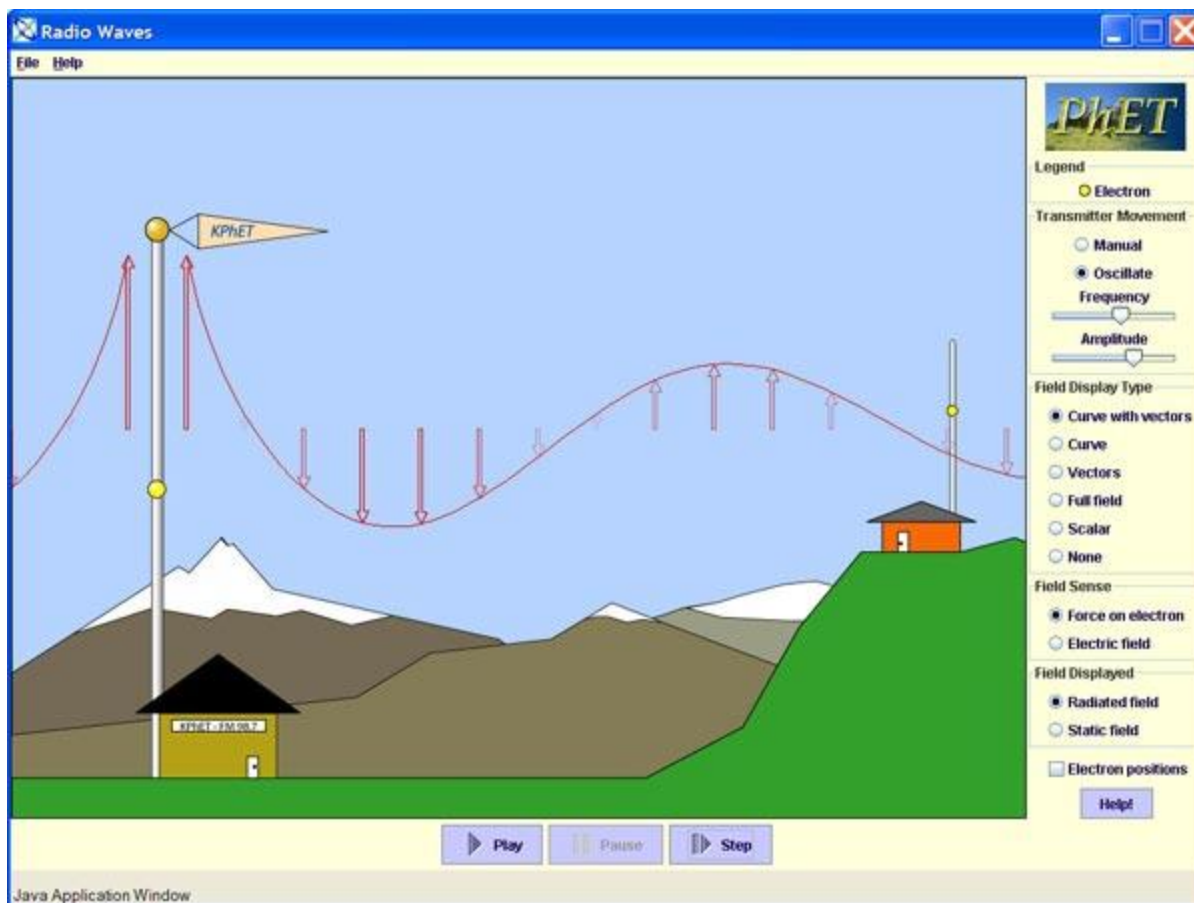 Radio Waves
File Help
KPhET
KPhET - FM 98.7
PhET
Legend
Electron
Transmitter Movement
Manual
Oscillate
Frequency
Amplitude
Field Display Type
Curve with vectors
Curve
Vectors
Full field
Scalar
None
Field Sense
Force on electron
Electric field
Field Displayed
Radiated field
Static field
Electron positions
Help!
Play Pause Step
Java Application Window